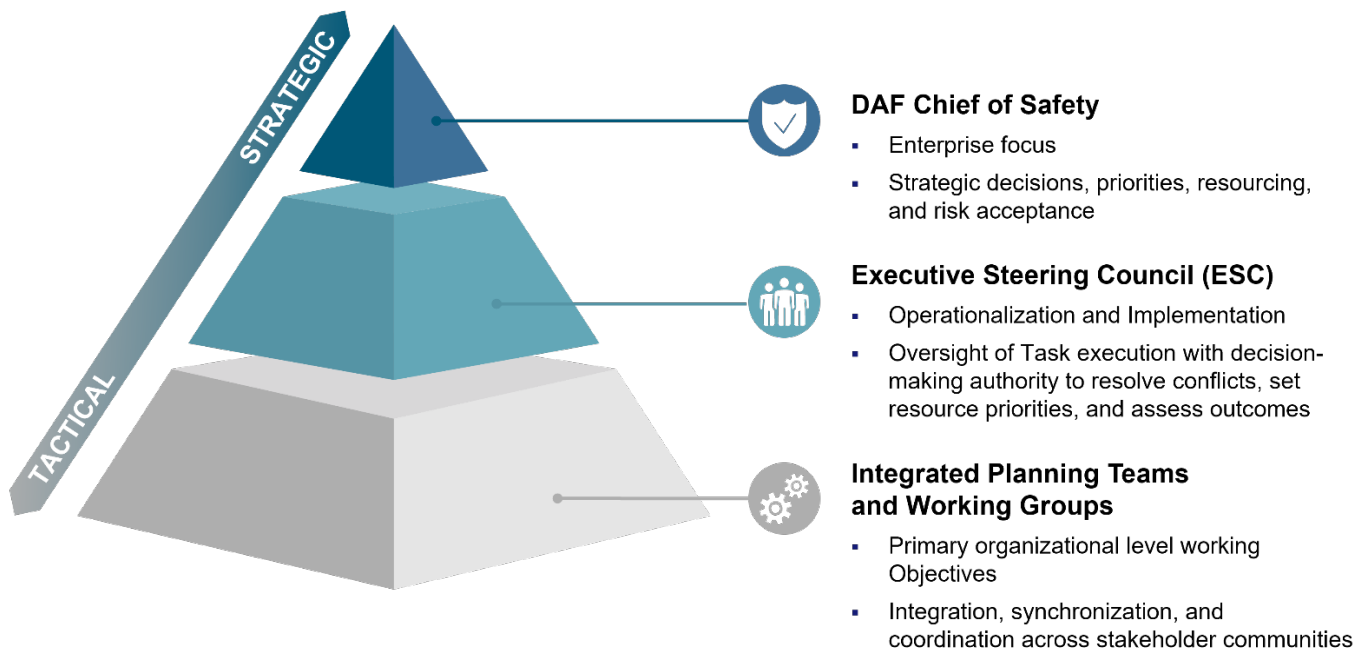 STRATEGIC
TACTICAL
DAF Chief of Safety
▪ Enterprise focus
▪ Strategic decisions, priorities, resourcing,
and risk acceptance
Executive Steering Council (ESC)
▪ Operationalization and Implementation
▪ Oversight of Task execution with decision-
making authority to resolve conflicts, set
resource priorities, and assess outcomes
Integrated Planning Teams
and Working Groups
▪ Primary organizational level working
Objectives
▪ Integration, synchronization, and
coordination across stakeholder communities